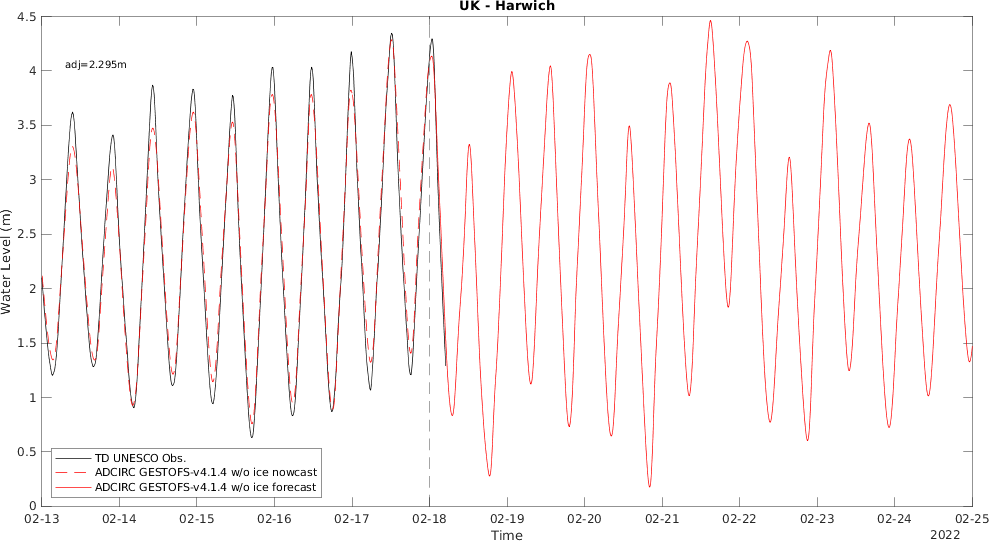 UK - Harwich
4.5
4
3.5
3
2.5
2
1.5
1
0.5
0
Water Level (m)
adj=2.295m
TD UNESCO Obs.
ADCIRC GESTOFS-v4.1.4 w/o ice nowcast
ADCIRC GESTOFS-v4.1.4 w/o ice forecast
02-13 02-14 02-15 02-16 02-17 02-18 02-19 02-20 02-21 02-22 02-23 02-24 02-25
Time
2022